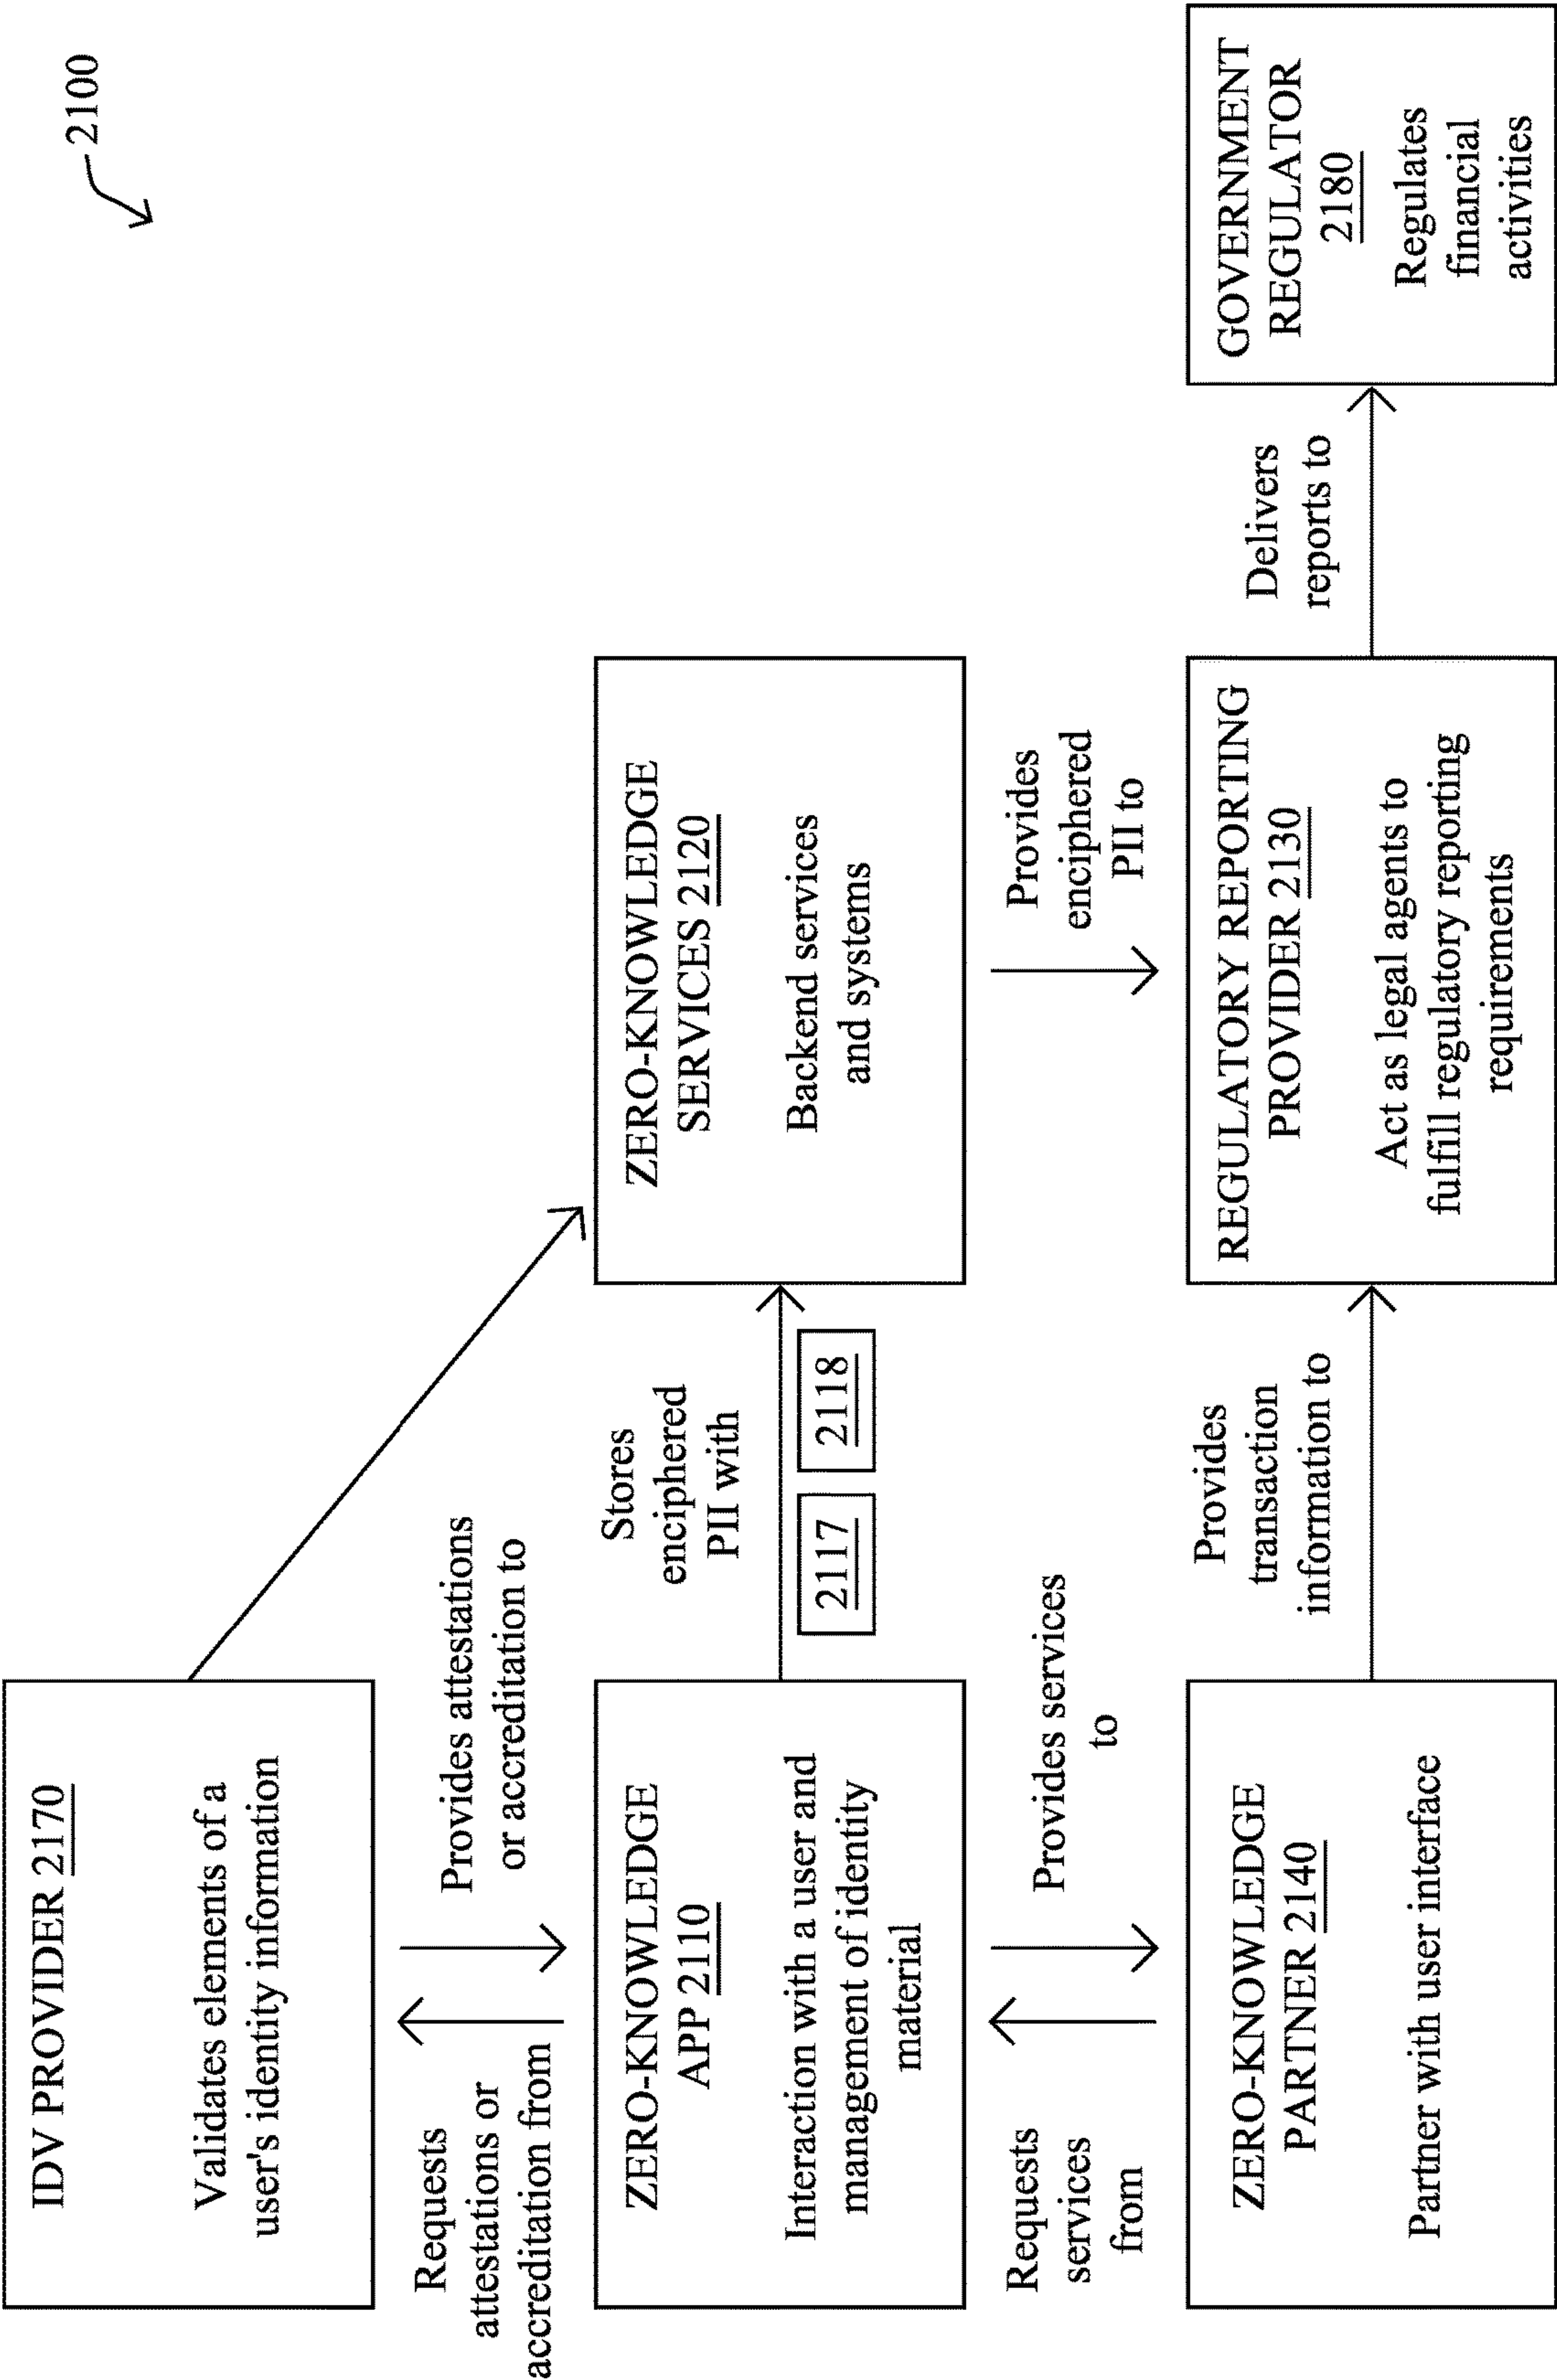 2100
IDV PROVIDER 2170
Validates elements of a
user's identity information
Requests
attestations or
accreditation from
Provides attestations
or accreditation to
ZERO-KNOWLEDGE
APP 2110
Interaction with a user and
management of identity
material
Stores
enciphered
PII with
2117
2118
ZERO-KNOWLEDGE
SERVICES 2120
Backend services
and systems
Requests
services
from
Provides services
to
Provides
enciphered
PII to
ZERO-KNOWLEDGE
PARTNER 2140
Partner with user interface
Provides
transaction
information to
REGULATORY REPORTING
PROVIDER 2130
Act as legal agents to
fulfill regulatory reporting
requirements
Delivers
reports to
GOVERNMENT
REGULATOR
2180
Regulates
financial
activities